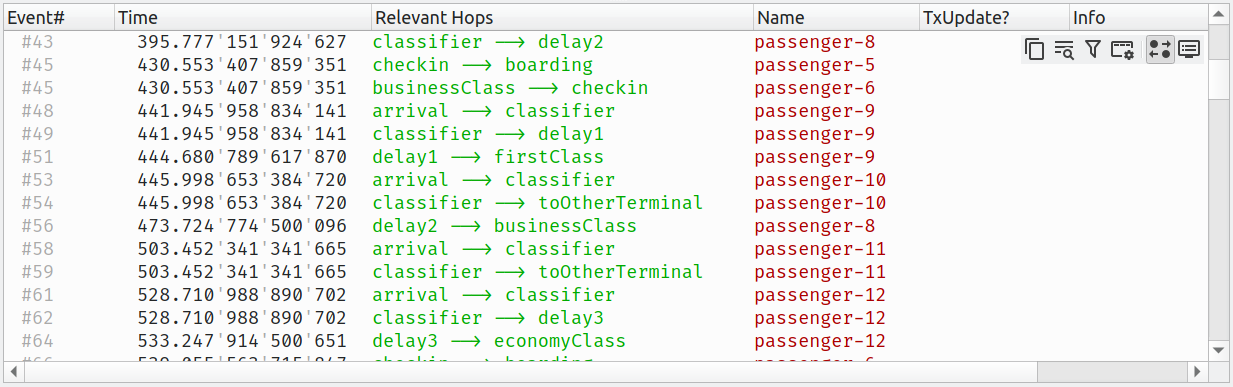 Event# Time Relevant Hops Name TxUpdate? Info
#43 395.777'151'924'627 classifier --> delay2 passenger-8
#45 430.553'407'859'351 checkin --> boarding passenger-5
#45 430.553'407'859'351 businessClass --> checkin passenger-6
#48 441.945'958'834'141 arrival --> classifier passenger-9
#49 441.945'958'834'141 classifier --> delay1 passenger-9
#51 444.680'789'617'870 delay1 --> firstClass passenger-9
#53 445.998'653'384'720 arrival --> classifier passenger-10
#54 445.998'653'384'720 classifier --> toOtherTerminal passenger-10
#56 473.724'774'500'096 delay2 --> businessClass passenger-8
#58 503.452'341'341'665 arrival --> classifier passenger-11
#59 503.452'341'341'665 classifier --> toOtherTerminal passenger-11
#61 528.710'988'890'702 arrival --> classifier passenger-12
#62 528.710'988'890'702 classifier --> delay3 passenger-12
#64 533.247'914'500'651 delay3 --> economyClass passenger-12